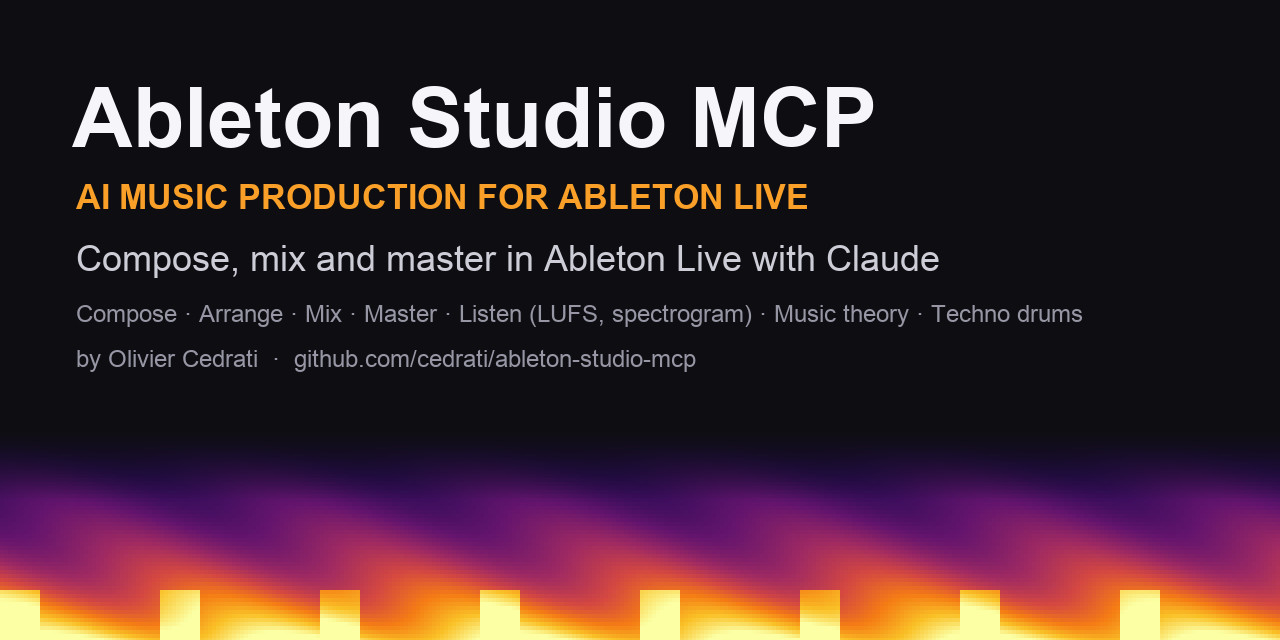 Ableton Studio MCP
AI MUSIC PRODUCTION FOR ABLETON LIVE
Compose, mix and master in Ableton Live with Claude
Compose · Arrange · Mix · Master · Listen (LUFS, spectrogram) · Music theory · Techno drums
by Olivier Cedrati · github.com/cedrati/ableton-studio-mcp